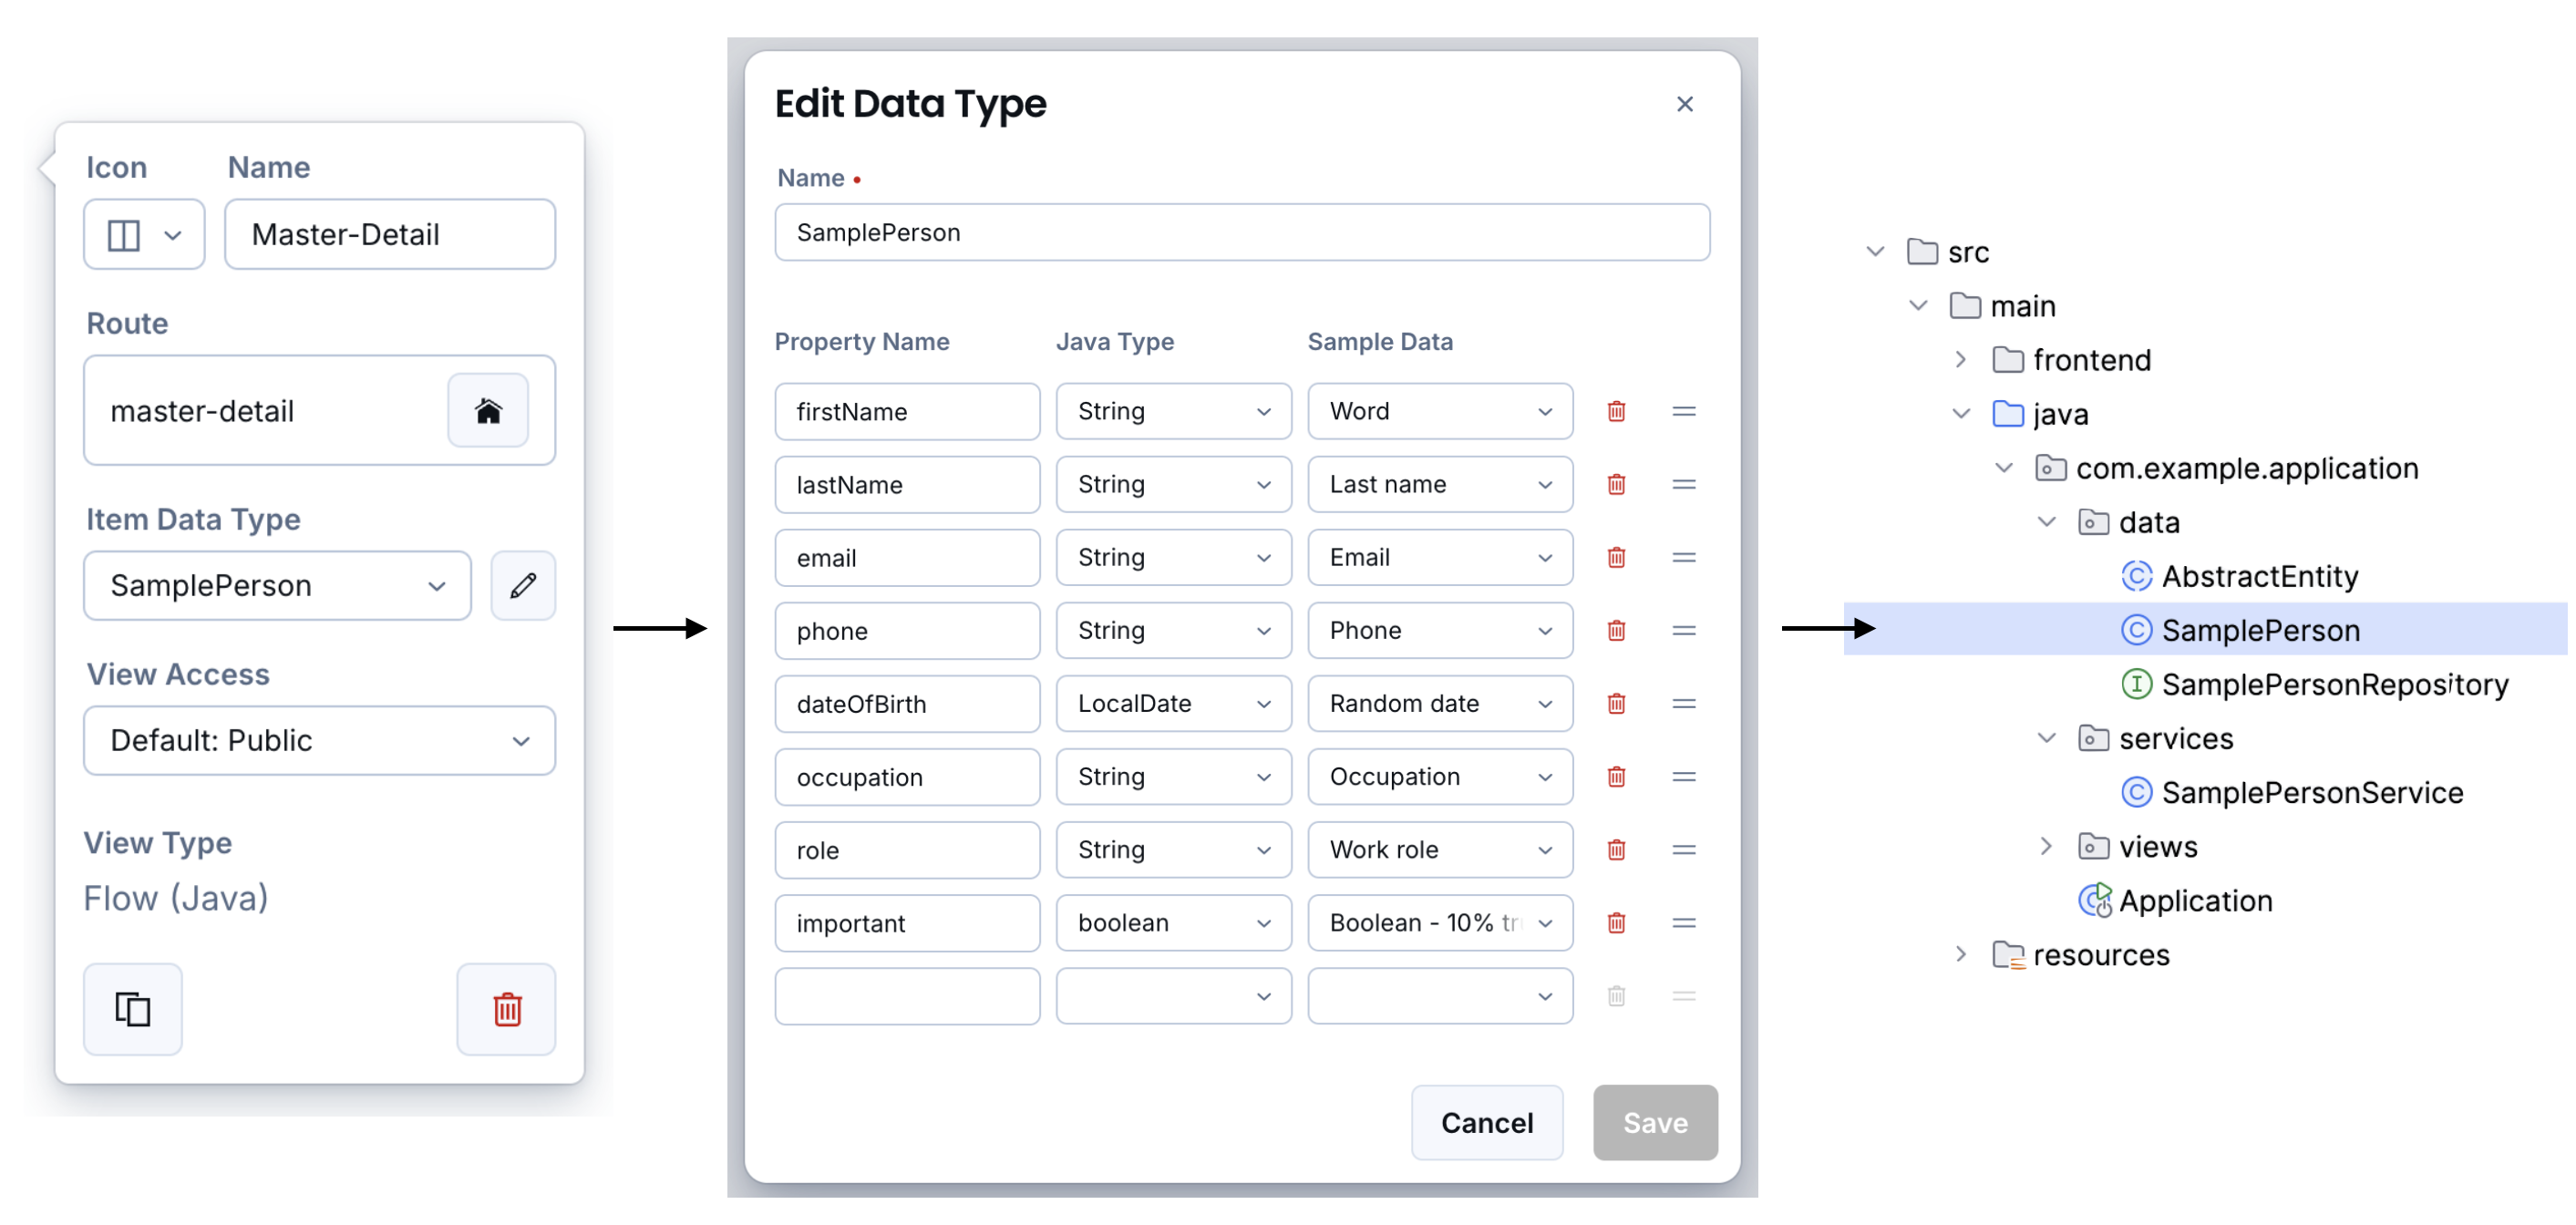 Icon Name
Master-Detail
Route
master-detail
Item Data Type
SamplePerson
View Access
Default: Public
View Type
Flow (Java)
Edit Data Type
Name •
SamplePerson
Property Name Java Type Sample Data
firstName String Word
lastName String Last name
email String Email
phone String Phone
dateOfBirth LocalDate Random date
occupation String Occupation
role String Work role
important boolean Boolean - 10% tr
Cancel Save
src
main
frontend
java
com.example.application
data
AbstractEntity
SamplePerson
SamplePersonRepository
services
SamplePersonService
views
Application
resources